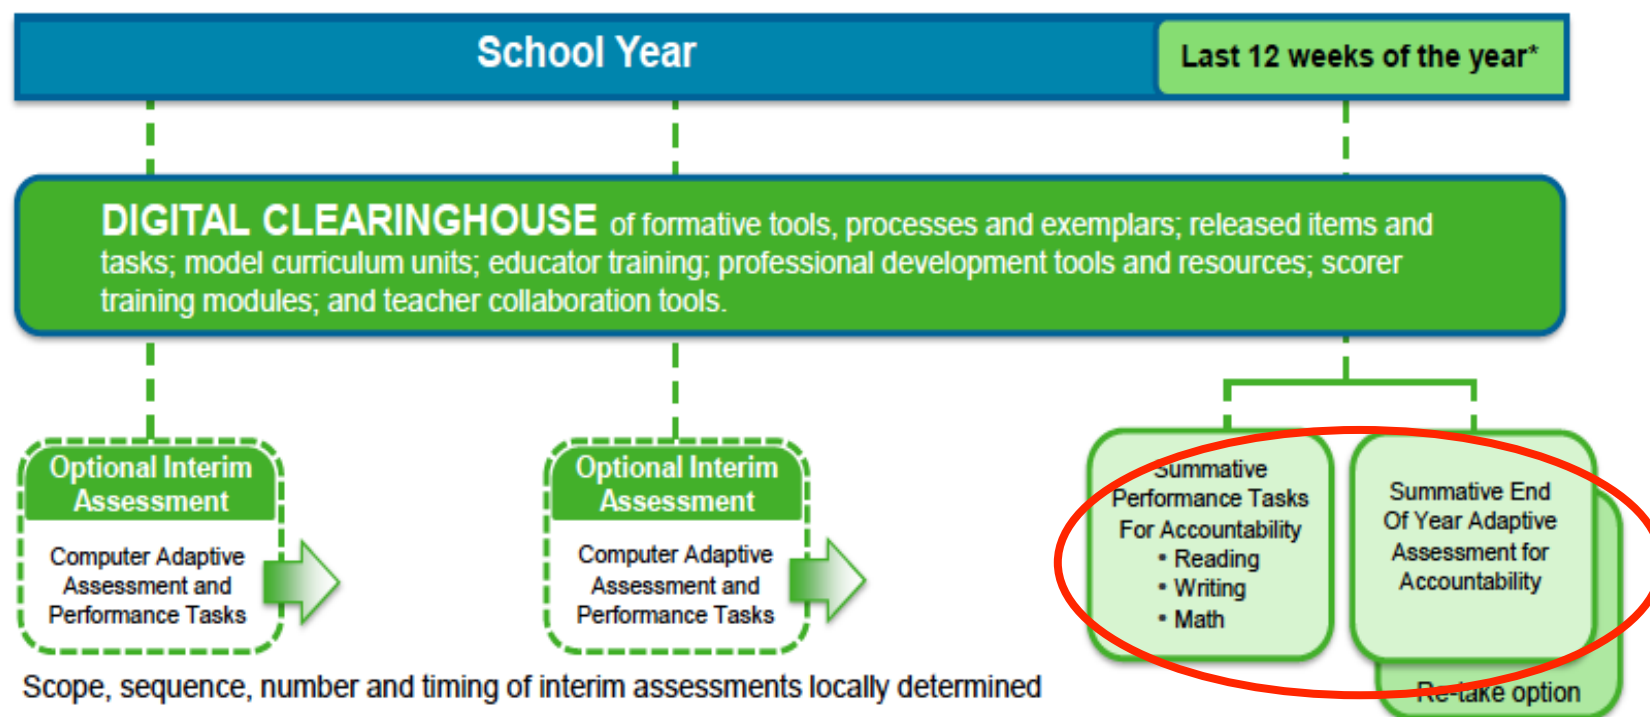 School Year
Last 12 weeks of the year*
DIGITAL CLEARINGHOUSE of formative tools, processes and exemplars; released items and
tasks; model curriculum units; educator training; professional development tools and resources; scorer
training modules; and teacher collaboration tools.
Optional Interim
Assessment
Computer Adaptive
Assessment and
Performance Tasks
Optional Interim
Assessment
Computer Adaptive
Assessment and
Performance Tasks
Summative
Performance Tasks
For Accountability
• Reading
• Writing
• Math
Summative End
Of Year Adaptive
Assessment for
Accountability
Re-take option
Scope, sequence, number and timing of interim assessments locally determined